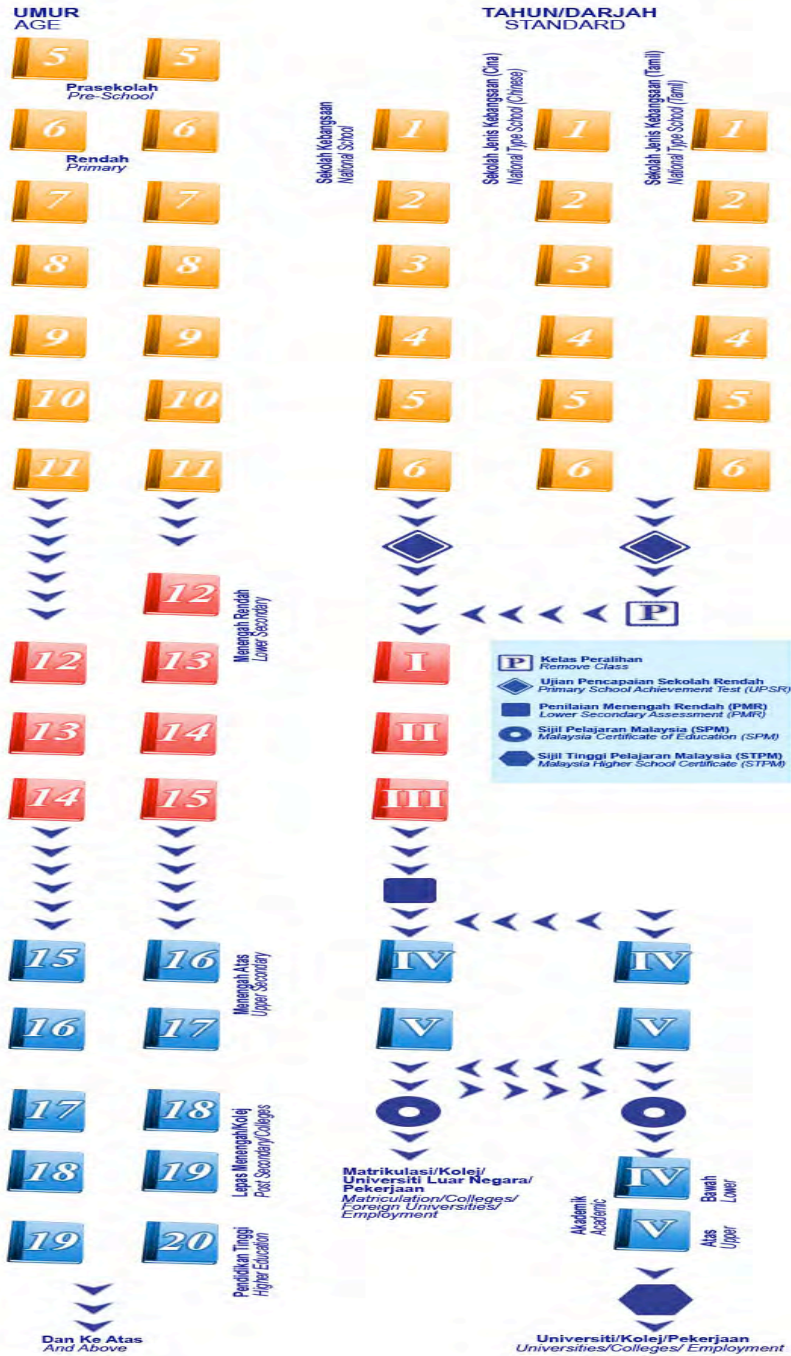 UMUR
AGE
TAHUN/DARJAH
STANDARD
5 5
Prasekolah
Pre-School
Sekolah Kebangsaan
National School
Sekolah Jenis Kebangsaan (Cina)
National Type School (Chinese)
Sekolah Jenis Kebangsaan (Tamil)
National Type School (Tamil)
6 6 1 1 1
Rendah
Primary
7 7 2 2 2
8 8 3 3 3
9 9 4 4 4
10 10 5 5 5
11 11 6 6 6
12
Menengah Rendah
Lower Secondary
P
12 13 I
P Kelas Peralihan
Remove Class
Ujian Pencapaian Sekolah Rendah
Primary School Achievement Test (UPSR)
Penilaian Menengah Rendah (PMR)
Lower Secondary Assessment (PMR)
Sijil Pelajaran Malaysia (SPM)
Malaysia Certificate of Education (SPM)
Sijil Tinggi Pelajaran Malaysia (STPM)
Malaysia Higher School Certificate (STPM)
13 14 II
14 15 III
15 16 IV IV
Menengah Atas
Upper Secondary
16 17 V V
17 18
Lepas Menengah/Kolej
Post Secondary/Colleges
18 19 IV
Bawah
Lower
Matrikulasi/Kolej/
Universiti Luar Negara/
Pekerjaan
Matriculation/Colleges/
Foreign Universities/
Employment
Akademik
Academic
19 20 V
Atas
Upper
Pendidikan Tinggi
Higher Education
Dan Ke Atas
And Above
Universiti/Kolej/Pekerjaan
Universities/Colleges/ Employment